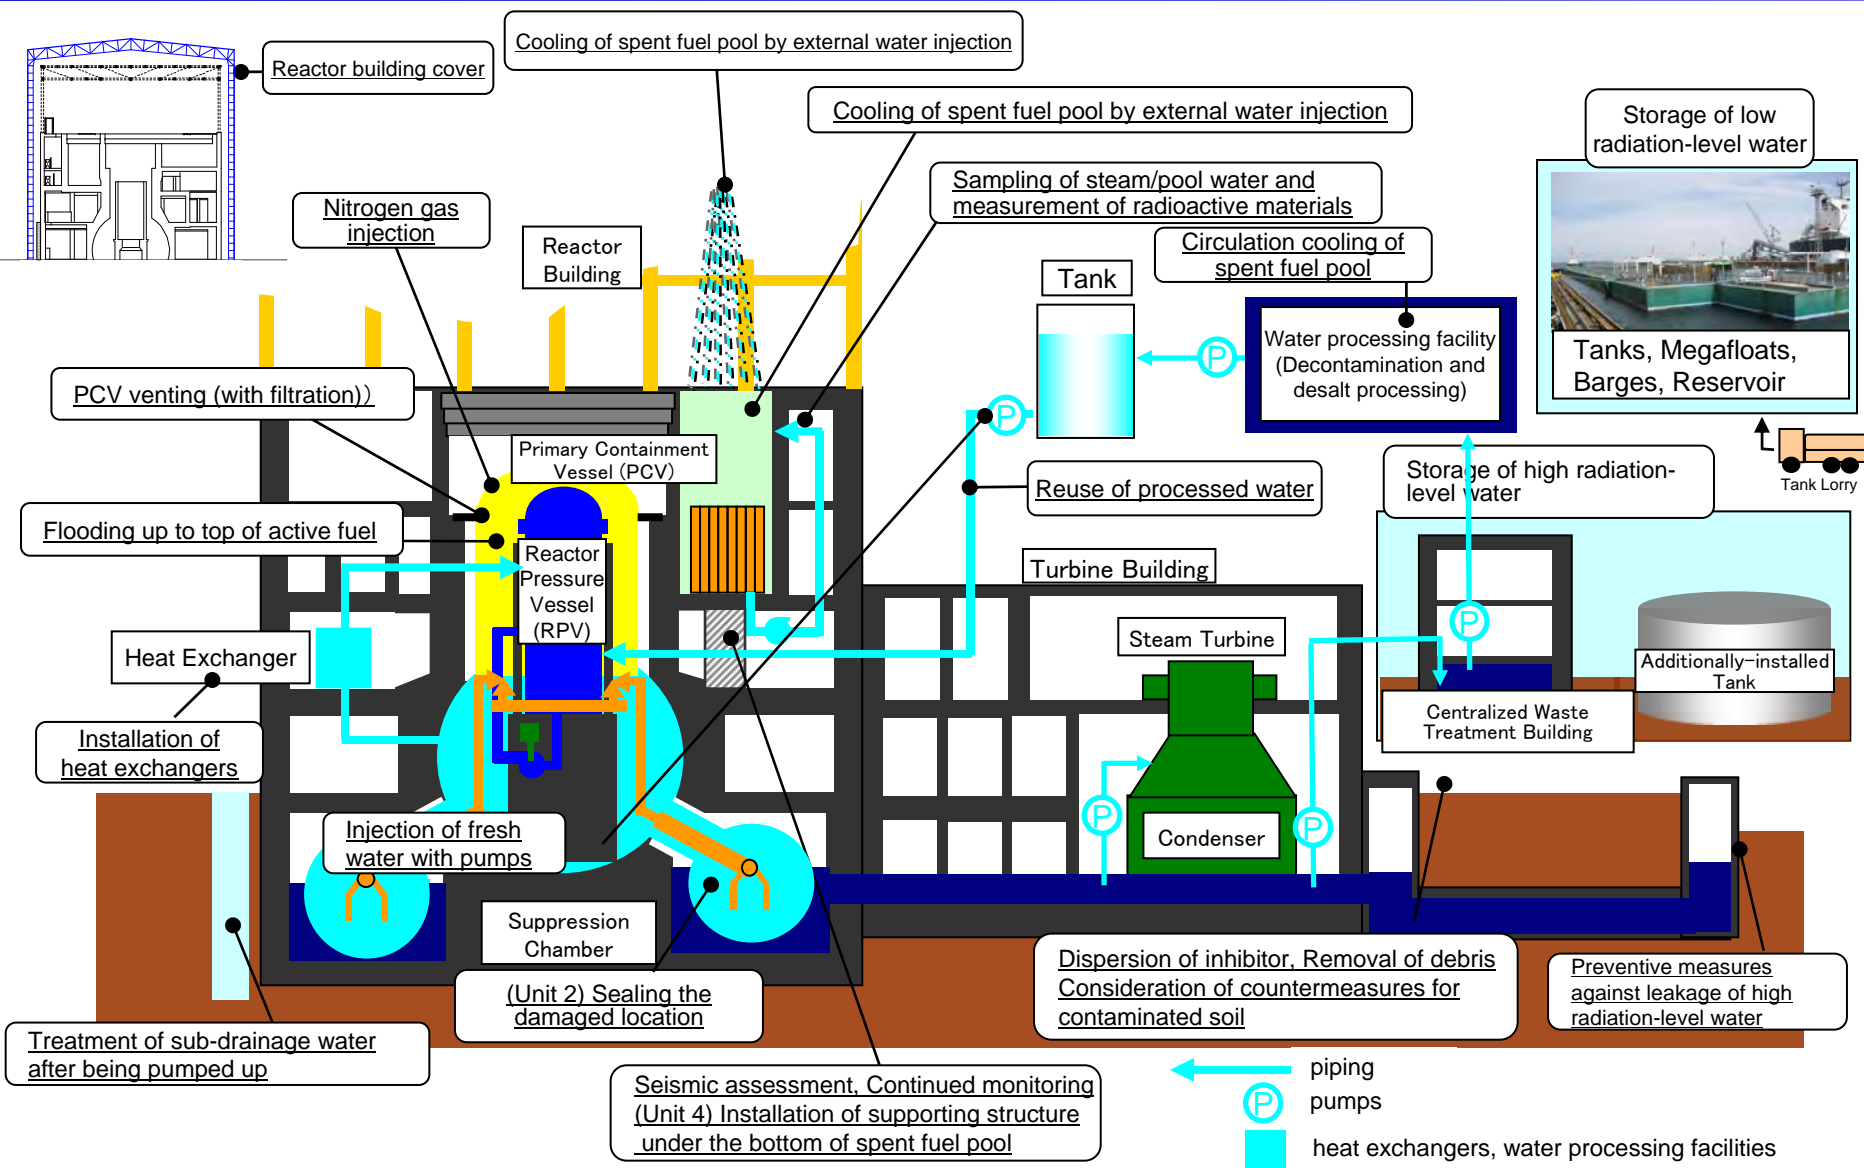 Cooling of spent fuel pool by external water injection
Reactor building cover
Cooling of spent fuel pool by external water injection
Storage of low
radiation-level water
Sampling of steam/pool water and
measurement of radioactive materials
Nitrogen gas
injection
Reactor
Building
Circulation cooling of
spent fuel pool
Tank
Water processing facility
(Decontamination and
desalt processing)
P
Tanks, Megafloats,
Barges, Reservoir
PCV venting (with filtration)）
P
Primary Containment
Vessel (PCV)
Storage of high radiation-
level water
Tank Lorry
Reuse of processed water
Flooding up to top of active fuel
Reactor
Pressure
Vessel
(RPV)
Turbine Building
P
Steam Turbine
Heat Exchanger
Additionally-installed
Tank
Centralized Waste
Treatment Building
Installation of
heat exchangers
P
P
Condenser
Injection of fresh
water with pumps
Suppression
Chamber
Dispersion of inhibitor, Removal of debris
Consideration of countermeasures for
contaminated soil
Preventive measures
against leakage of high
radiation-level water
(Unit 2) Sealing the
damaged location
Treatment of sub-drainage water
after being pumped up
Seismic assessment, Continued monitoring
(Unit 4) Installation of supporting structure
under the bottom of spent fuel pool
piping
P
pumps
heat exchangers, water processing facilities